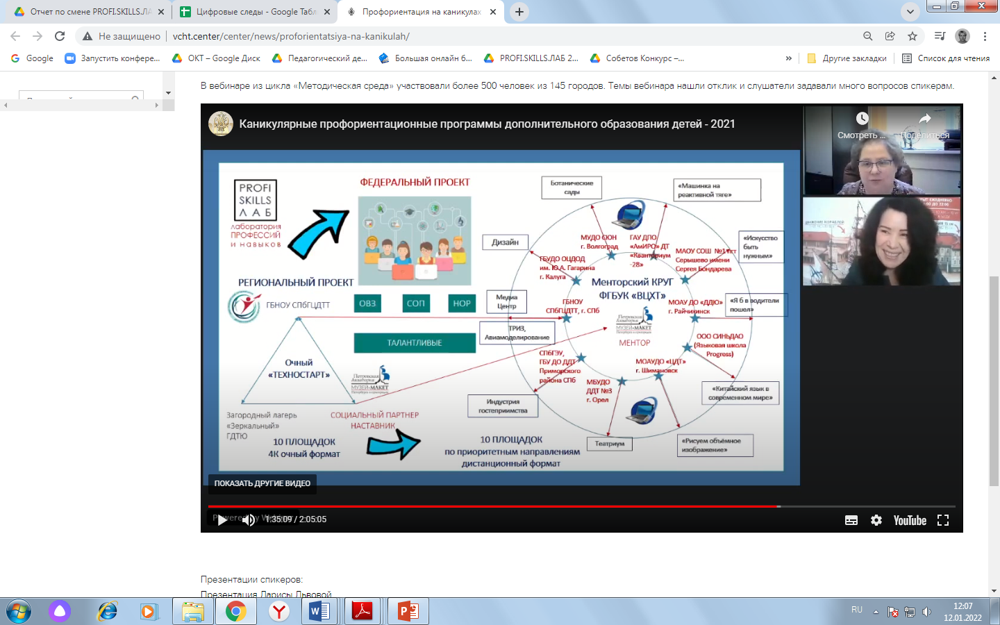 Отчет по смене PROFI.SKILLS.ЛА
Цифровые следы - Google Табл
Профориентация на каникулах
Не защищено
vcht.center/center/news/proforientatsiya-na-kanikulah/
Google
Запустить конфере...
ОКТ – Google Диск
Педагогический де...
Большая онлайн б...
PROFI.SKILLS.ЛАБ 2...
Собетов Конкурс –...
»
Другие закладки
Список для чтения
В вебинаре из цикла «Методическая среда» участвовали более 500 человек из 145 городов. Темы вебинара нашли отклик и слушатели задавали много вопросов спикерам.
Каникулярные профориентационные программы дополнительного образования детей - 2021
Смотреть ...
Поделиться
PROFI
SKILLS
ЛАБ
лаборатория
ПРОФЕССИЙ
и навыков
ФЕДЕРАЛЬНЫЙ ПРОЕКТ
РЕГИОНАЛЬНЫЙ ПРОЕКТ
ГБНОУ СПбГЦДТТ
ОВЗ
СОП
НОР
ТАЛАНТЛИВЫЕ
Очный
«ТЕХНОСТАРТ»
Петровская
Акватория
МУЗЕЙ-МАКЕТ
Загородный лагерь
«Зеркальный»
ГДТЮ
СОЦИАЛЬНЫЙ ПАРТНЕР
НАСТАВНИК
10 ПЛОЩАДОК
4К очный формат
10 ПЛОЩАДОК
по приоритетным направлениям
дистанционный формат
Ботанические
сады
«Машинка на
реактивной тяге»
Дизайн
«Искусство
быть
нужным»
МУДО СЮН
г. Волгоград
ГАУ ДПО
«АмИРО» ДТ
«Кванториум
-28»
МАОУ СОШ №1 пгт
Серышево имени
Сергея Бондарева
ГБУДО ОЦДОД
им. Ю.А. Гагарина
г. Калуга
Менторский КРУГ
ФГБУК «ВЦХТ»
Медиа
Центр
ГБНОУ
СПбГЦДТТ, г. СПб
МОАУ ДО «ДДЮ»
г. Райчихинск
«Я б в водители
пошел»
ТРИЗ,
Авиамоделирование
Петровская
Акватория
МУЗЕЙ-МАКЕТ
МЕНТОР
ООО СИНЬДАО
(Языковая школа
Progress)
СПбГЭУ,
ГБУ ДО ДДТ
Приморского
района СПб
МОАУДО «ЦДТ»
г. Шимановск
МБУДО
ДДТ №3
г. Орел
«Китайский язык в
современном мире»
Индустрия
гостеприимства
Театриум
«Рисуем объёмное
изображение»
ПОКАЗАТЬ ДРУГИЕ ВИДЕО
1:35:09 / 2:05:05
YouTube
Презентации спикеров:
Презентация Ларисы Львовой
RU
12:07
12.01.2022